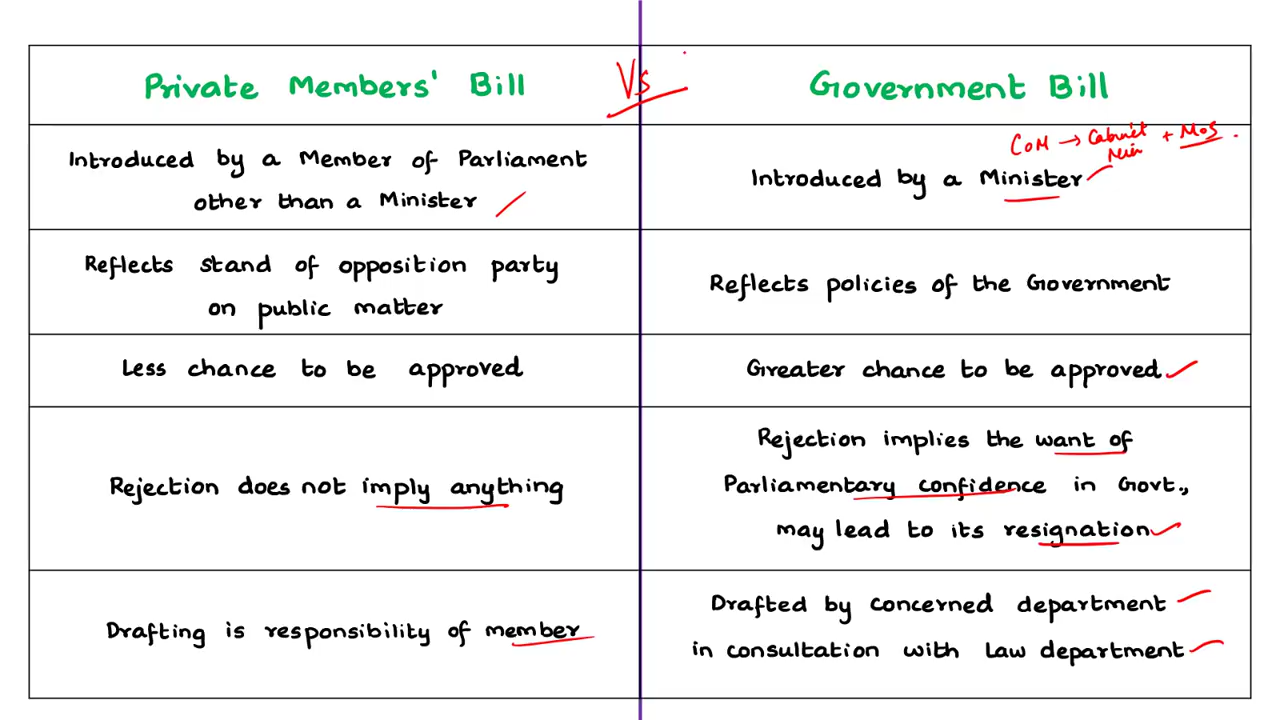 Private Members' Bill Vs Government Bill
Introduced by a Member of Parliament
other than a Minister
CoM → Cabinet + MoS.
Min
Introduced by a Minister
Reflects stand of opposition party
on public matter
Reflects policies of the Government
Less chance to be approved
Greater chance to be approved
Rejection does not imply anything
Rejection implies the want of
Parliamentary confidence in Govt.,
may lead to its resignation
Drafting is responsibility of member
Drafted by concerned department
in consultation with Law department